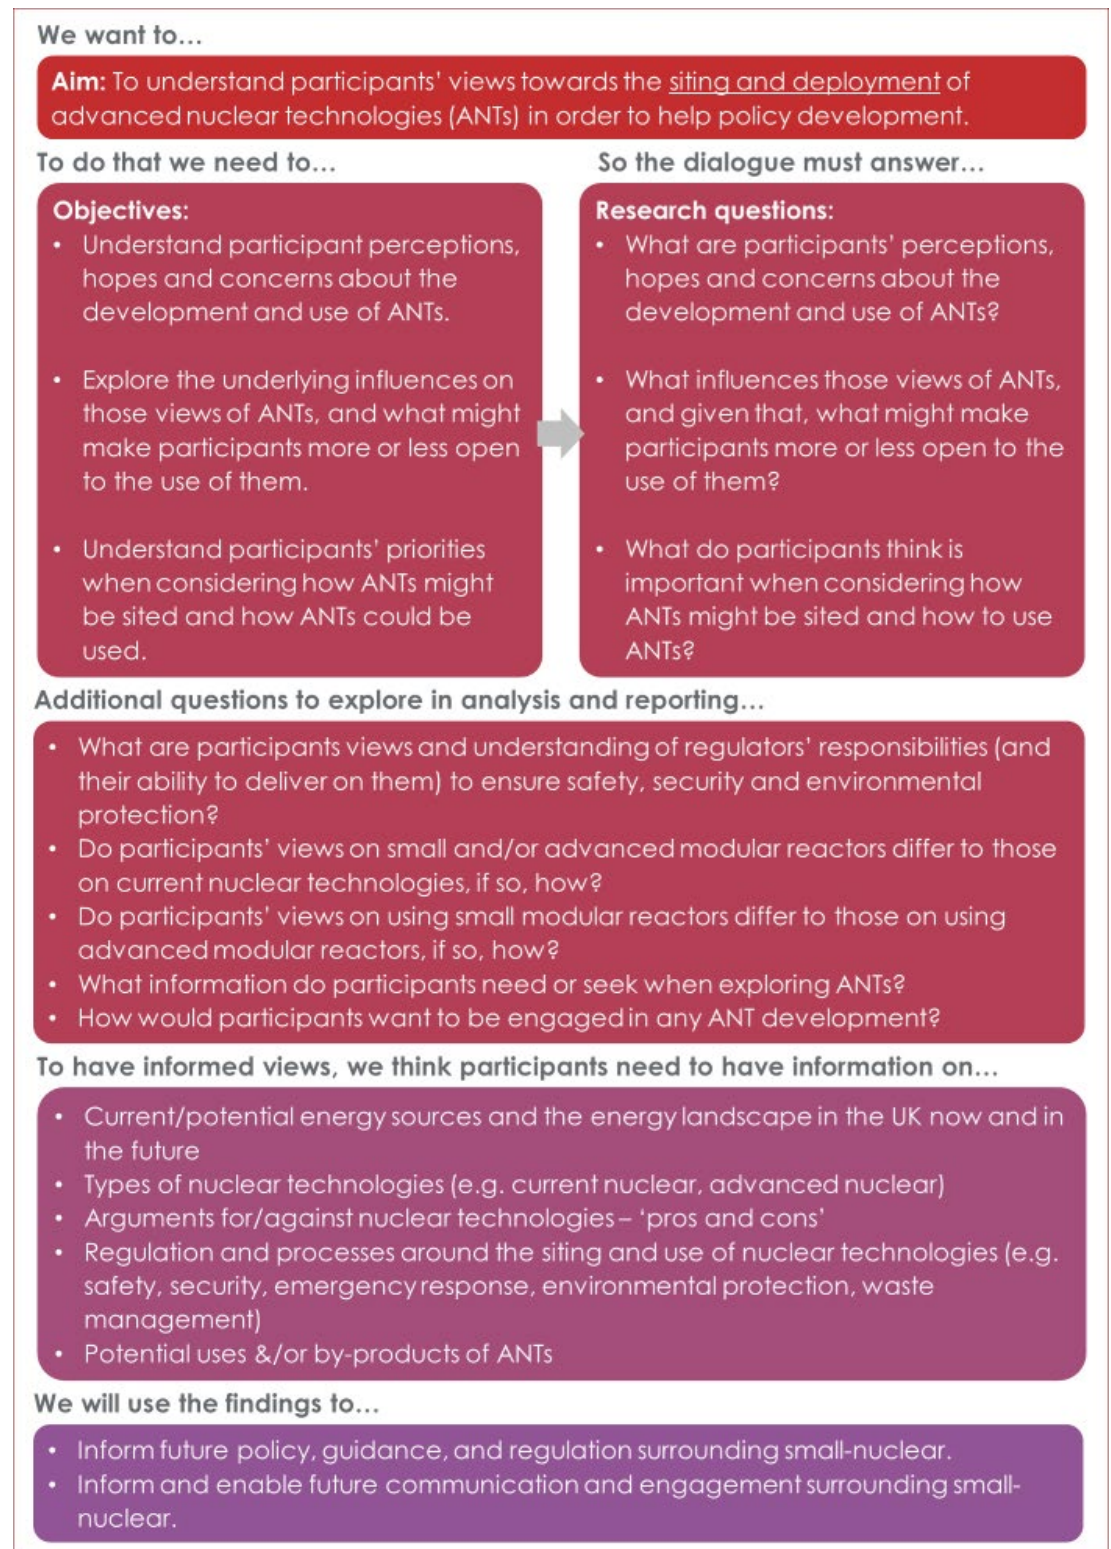 We want to…
Aim: To understand participants’ views towards the siting and deployment of
advanced nuclear technologies (ANTs) in order to help policy development.
To do that we need to…
Objectives:
• Understand participant perceptions,
hopes and concerns about the
development and use of ANTs.
• Explore the underlying influences on
those views of ANTs, and what might
make participants more or less open
to the use of them.
• Understand participants’ priorities
when considering how ANTs might
be sited and how ANTs could be
used.
So the dialogue must answer…
Research questions:
• What are participants’ perceptions,
hopes and concerns about the
development and use of ANTs?
• What influences those views of ANTs,
and given that, what might make
participants more or less open to the
use of them?
• What do participants think is
important when considering how
ANTs might be sited and how to use
ANTs?
Additional questions to explore in analysis and reporting…
• What are participants views and understanding of regulators’ responsibilities (and
their ability to deliver on them) to ensure safety, security and environmental
protection?
• Do participants’ views on small and/or advanced modular reactors differ to those
on current nuclear technologies, if so, how?
• Do participants’ views on using small modular reactors differ to those on using
advanced modular reactors, if so, how?
• What information do participants need or seek when exploring ANTs?
• How would participants want to be engaged in any ANT development?
To have informed views, we think participants need to have information on…
• Current/potential energy sources and the energy landscape in the UK now and in
the future
• Types of nuclear technologies (e.g. current nuclear, advanced nuclear)
• Arguments for/against nuclear technologies – ‘pros and cons’
• Regulation and processes around the siting and use of nuclear technologies (e.g.
safety, security, emergency response, environmental protection, waste
management)
• Potential uses &/or by-products of ANTs
We will use the findings to…
• Inform future policy, guidance, and regulation surrounding small-nuclear.
• Inform and enable future communication and engagement surrounding small-
nuclear.